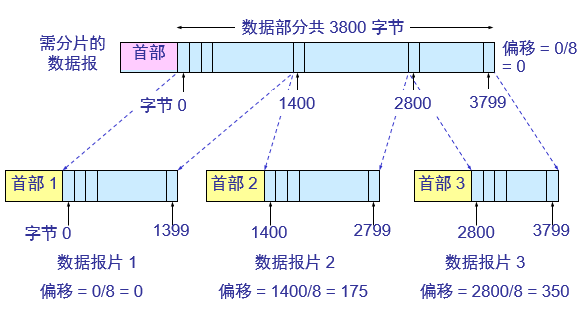 数据部分共 3800 字节
需分片的
数据报
首部
偏移 = 0/8
= 0
字节 0
1400
2800
3799
首部 1
首部 2
首部 3
字节 0
1399
1400
2799
2800
3799
数据报片 1
数据报片 2
数据报片 3
偏移 = 0/8 = 0
偏移 = 1400/8 = 175
偏移 = 2800/8 = 350